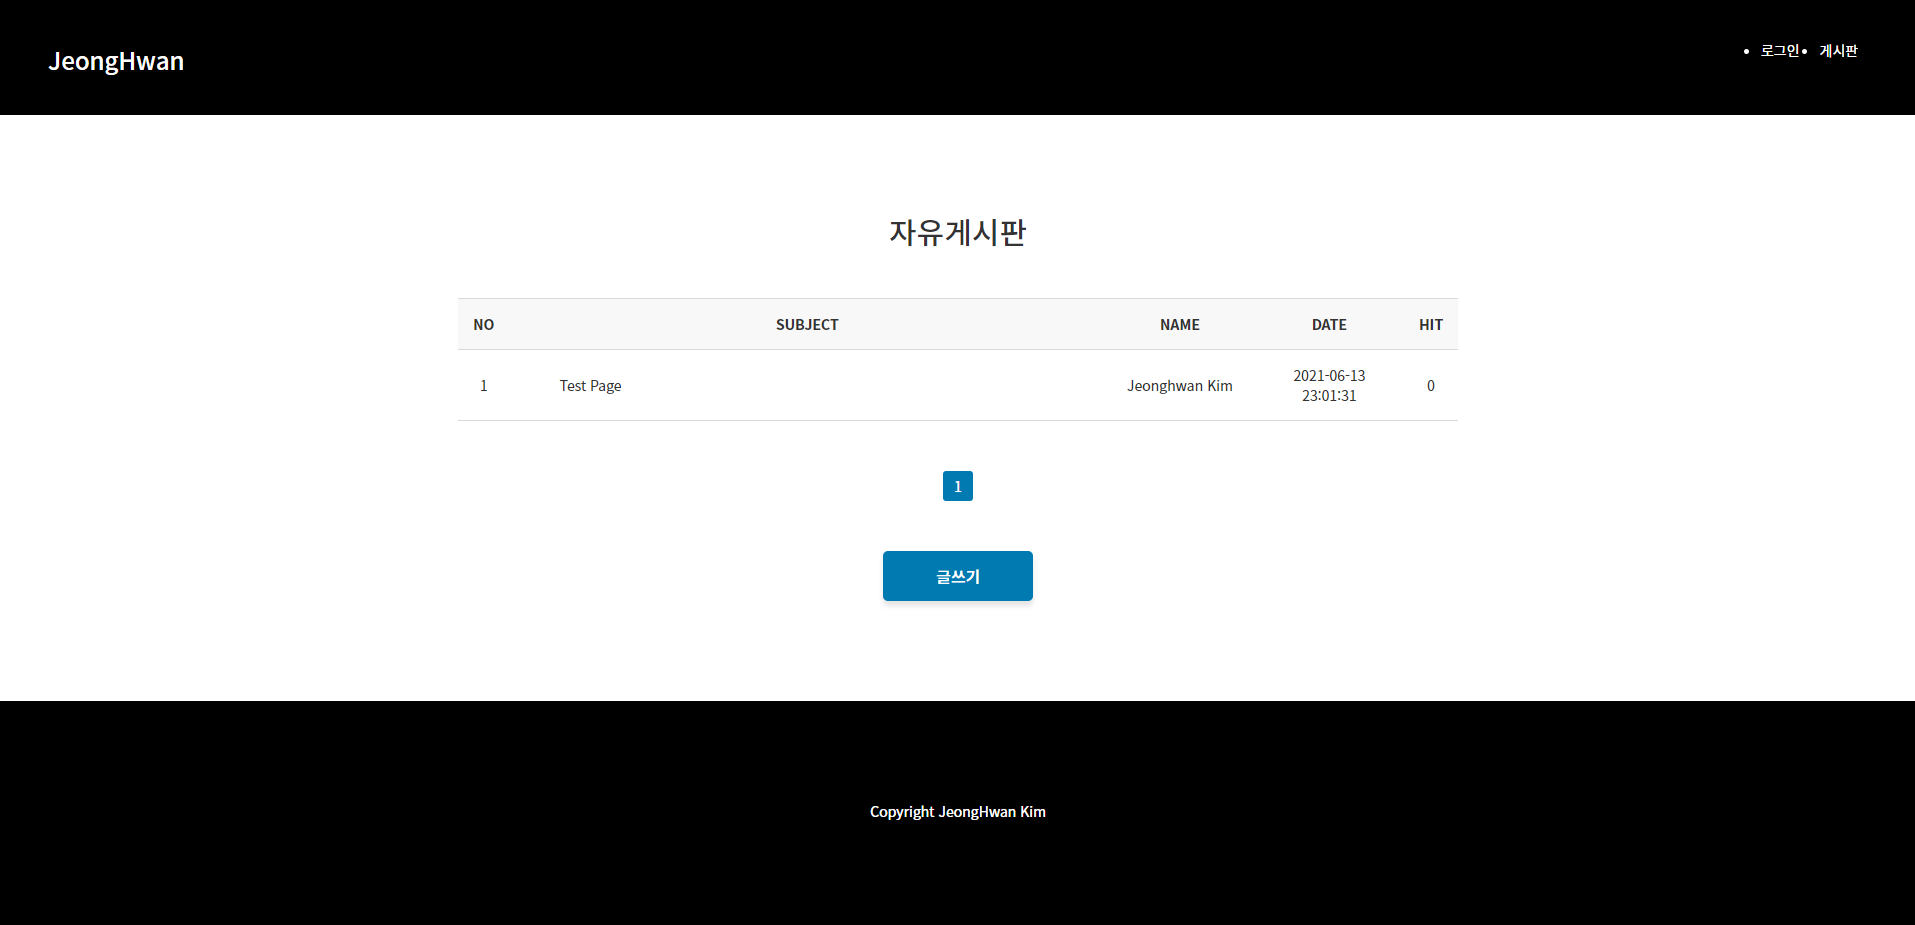 JeongHwan
• 로그인 • 게시판
자유게시판
NO SUBJECT NAME DATE HIT
1 Test Page Jeonghwan Kim 2021-06-13 23:01:31 0
1
글쓰기
Copyright JeongHwan Kim